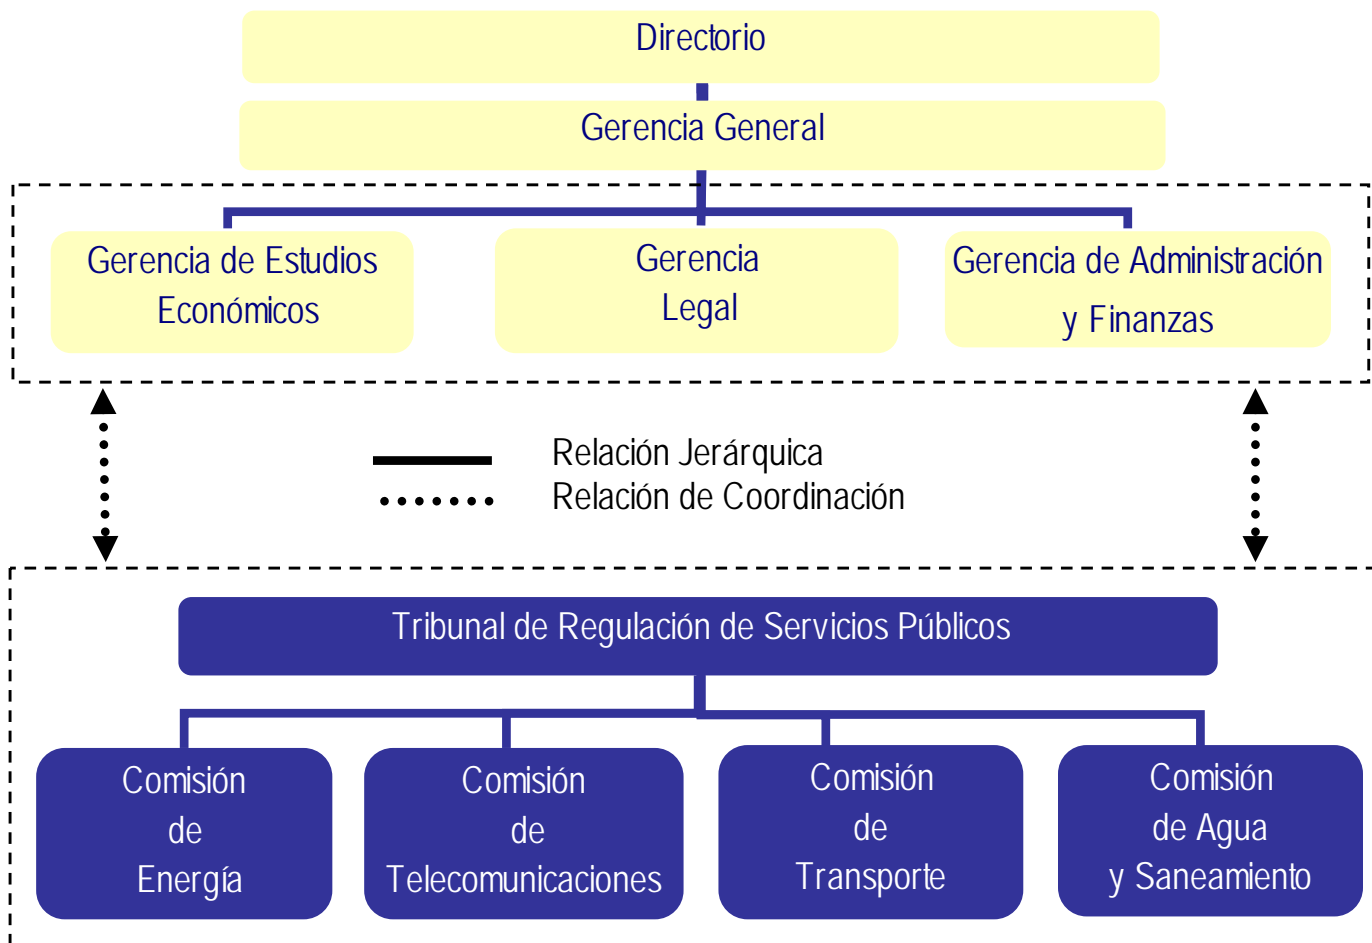 Directorio
Gerencia General
Gerencia de Estudios
Económicos
Gerencia
Legal
Gerencia de Administración
y Finanzas
Relación Jerárquica
Relación de Coordinación
Tribunal de Regulación de Servicios Públicos
Comisión
de
Energía
Comisión
de
Telecomunicaciones
Comisión
de
Transporte
Comisión
de Agua
y Saneamiento